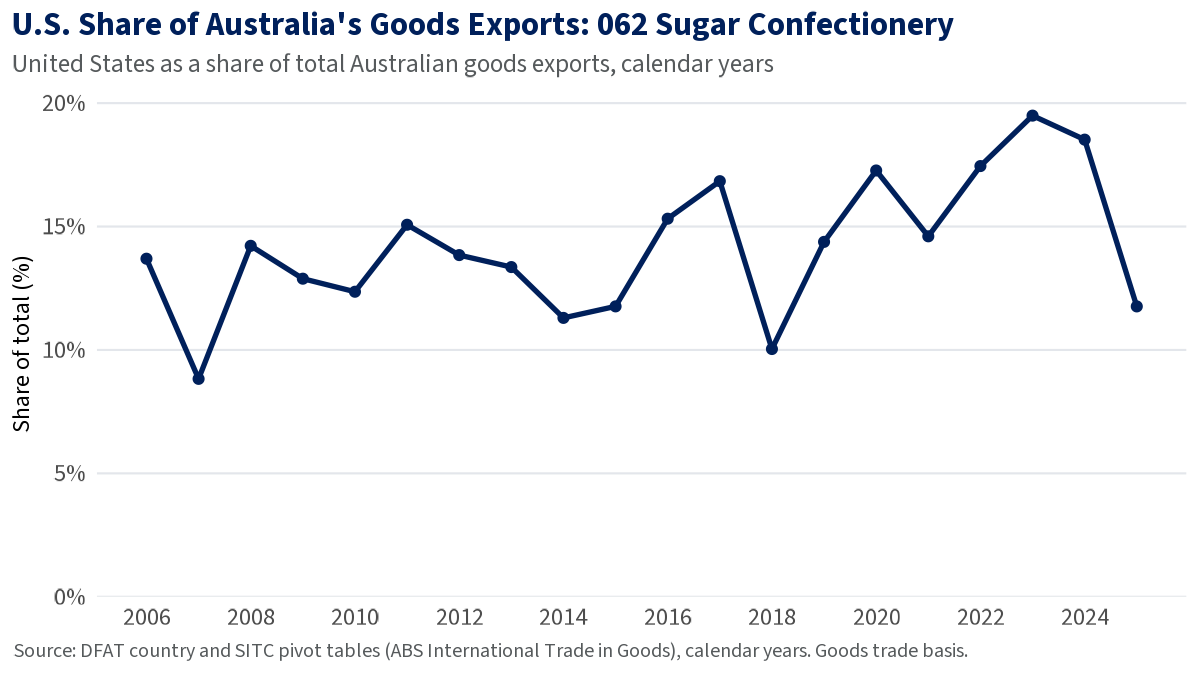 U.S. Share of Australia's Goods Exports: 062 Sugar Confectionery
United States as a share of total Australian goods exports, calendar years
Share of total (%)
20%
15%
10%
5%
0%
2006 2008 2010 2012 2014 2016 2018 2020 2022 2024
Source: DFAT country and SITC pivot tables (ABS International Trade in Goods), calendar years. Goods trade basis.